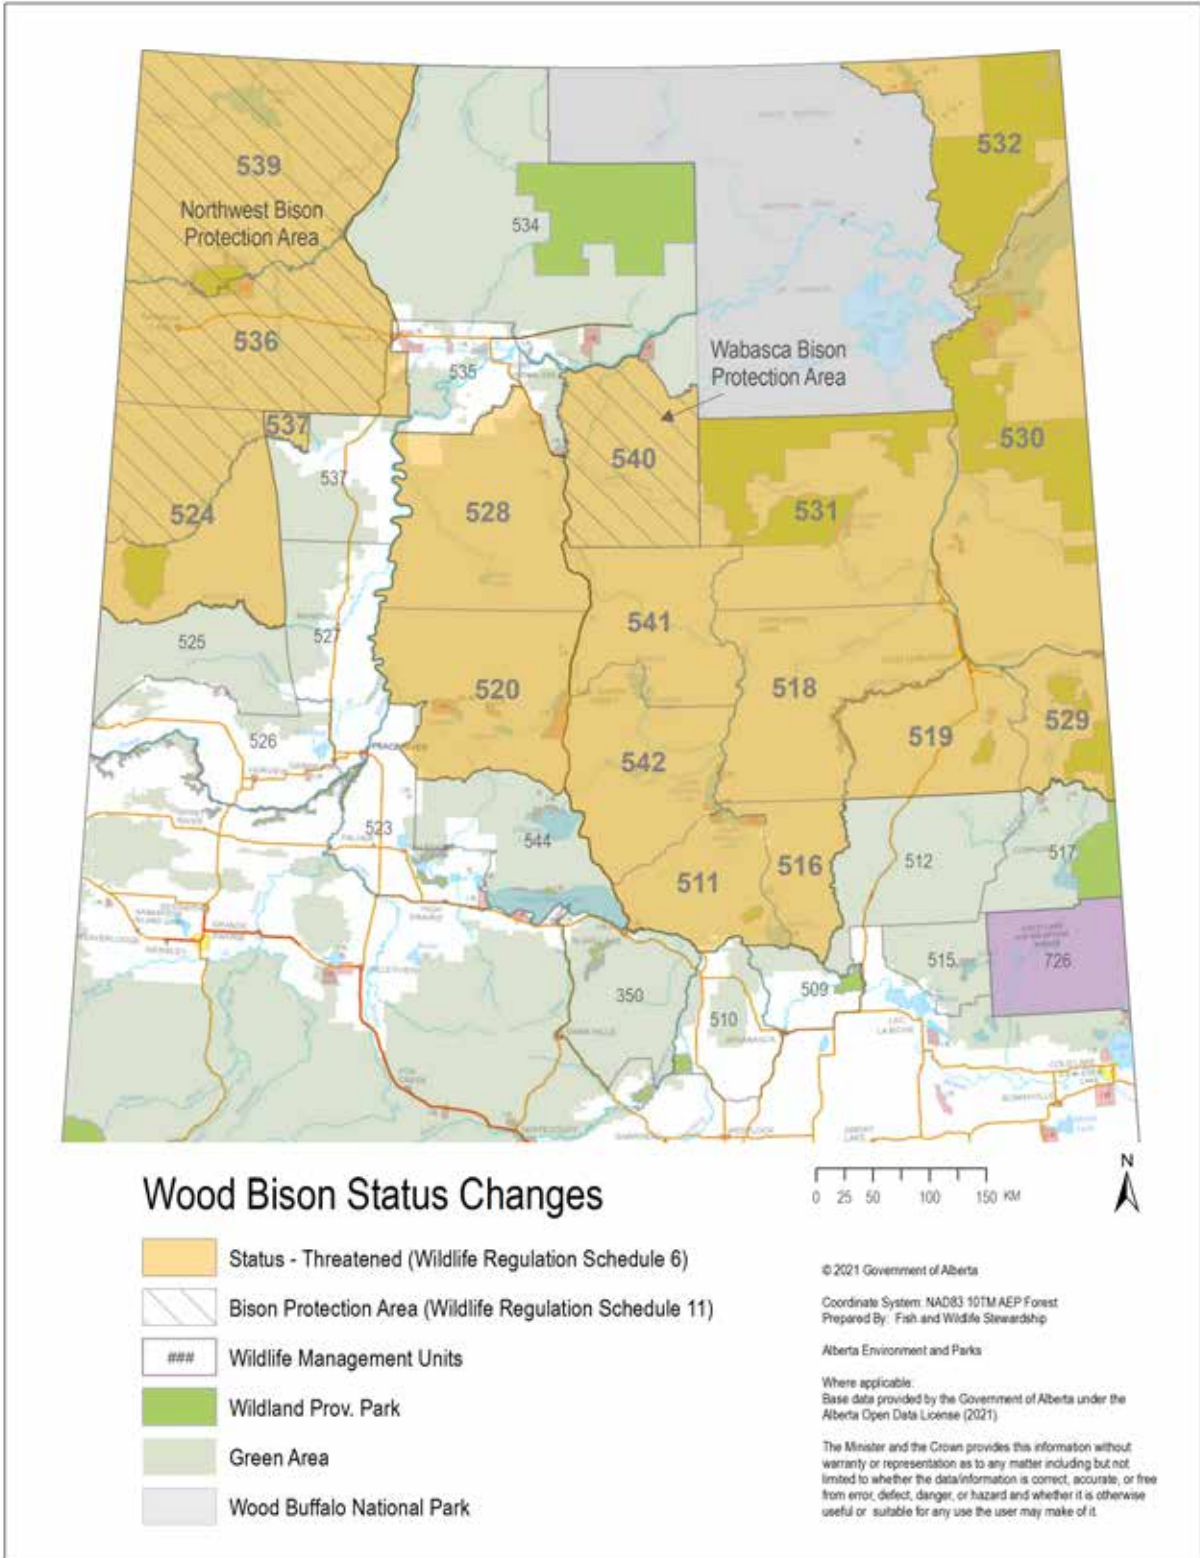 539
Northwest Bison
Protection Area
532
534
536
Wabasca Bison
Protection Area
535
537
540
530
537
528
531
524
541
525
527
520
518
529
519
526
542
523
544
511
516
512
517
350
510
509
515
726
Wood Bison Status Changes
N
0 25 50 100 150 KM
Status - Threatened (Wildlife Regulation Schedule 6)
Bison Protection Area (Wildlife Regulation Schedule 11)
### Wildlife Management Units
Wildland Prov. Park
Green Area
Wood Buffalo National Park
© 2021 Government of Alberta
Coordinate System: NAD83 10TM AEP Forest
Prepared By: Fish and Wildlife Stewardship
Alberta Environment and Parks
Where applicable:
Base data provided by the Government of Alberta under the
Alberta Open Data License (2021)
The Minister and the Crown provides this information without
warranty or representation as to any matter including but not
limited to whether the data/information is correct, accurate, or free
from error, defect, danger, or hazard and whether it is otherwise
useful or suitable for any use the user may make of it